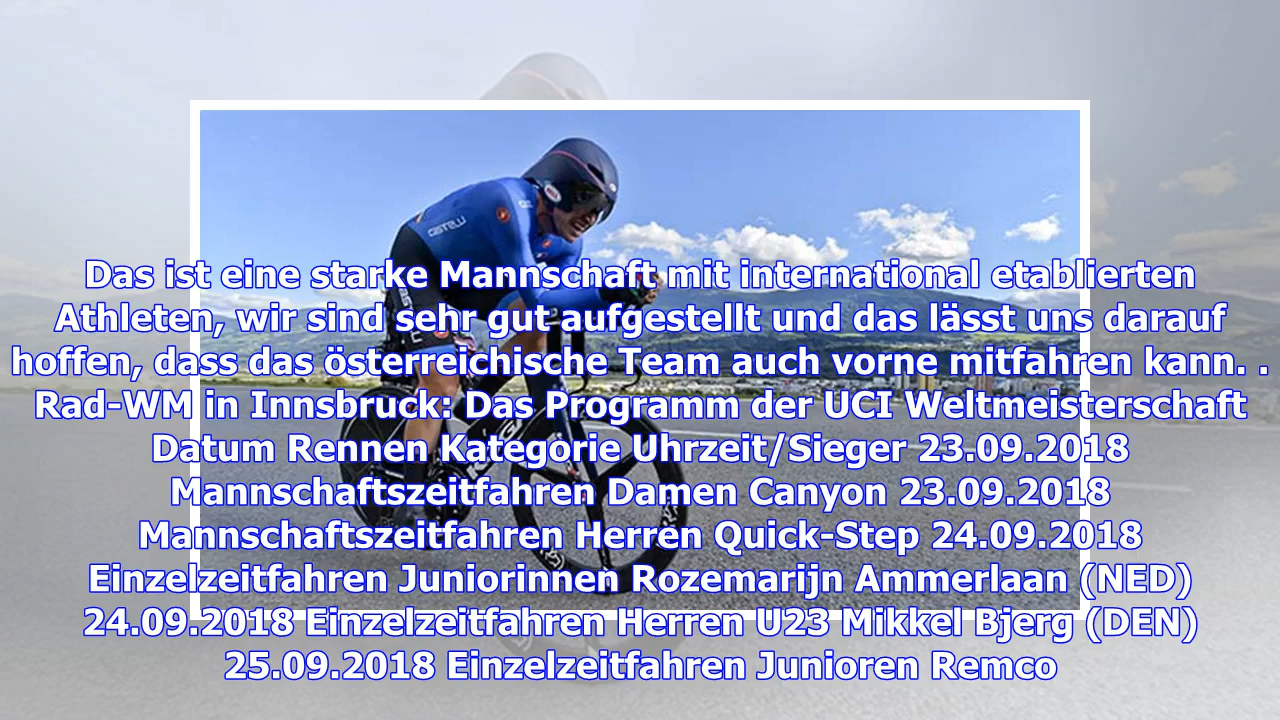 Das ist eine starke Mannschaft mit international etablierten
Athleten, wir sind sehr gut aufgestellt und das lässt uns darauf
hoffen, dass das österreichische Team auch vorne mitfahren kann. .
Rad-WM in Innsbruck: Das Programm der UCI Weltmeisterschaft
Datum Rennen Kategorie Uhrzeit/Sieger 23.09.2018
Mannschaftszeitfahren Damen Canyon 23.09.2018
Mannschaftszeitfahren Herren Quick-Step 24.09.2018
Einzelzeitfahren Juniorinnen Rozemarijn Ammerlaan (NED)
24.09.2018 Einzelzeitfahren Herren U23 Mikkel Bjerg (DEN)
25.09.2018 Einzelzeitfahren Junioren Remco
CASTELLI